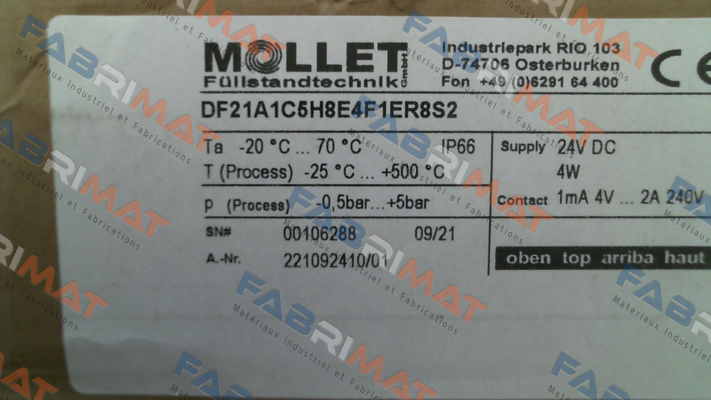 MOLLET GmbH
Füllstandtechnik
Industriepark RIO 103
D-74706 Osterburken
Fon +49 (0)6291 64 400
CE
DF21A1C5H8E4F1ER8S2
Ta -20 °C ... 70 °C IP66
T (Process) -25 °C ... +500 °C
p (Process) -0,5bar...+5bar
SN# 00106288 09/21
A.-Nr. 221092410/01
Supply 24V DC
4W
Contact 1mA 4V ... 2A 240V
oben top arriba haut
FABRIMAT
Matériaux Industriel et Fabrications